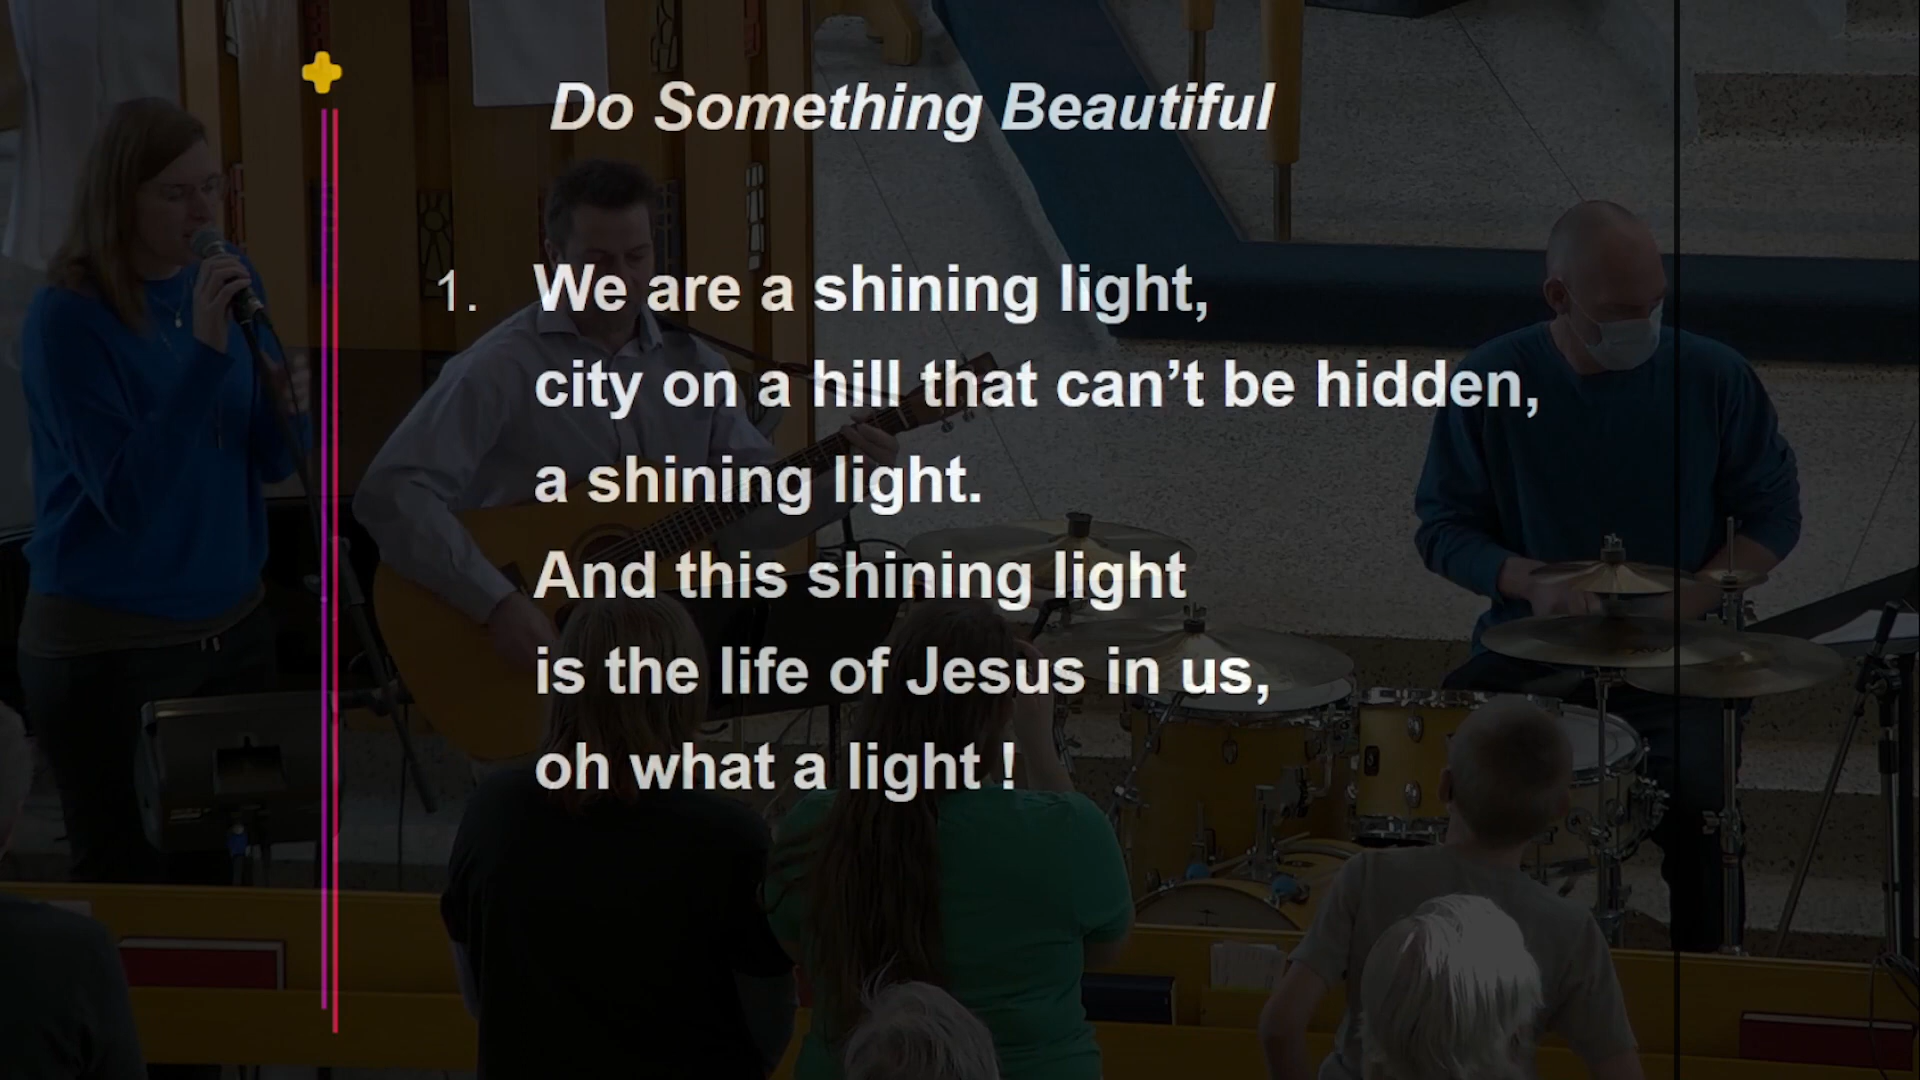 Do Something Beautiful
1. We are a shining light,
city on a hill that can’t be hidden,
a shining light.
And this shining light
is the life of Jesus in us,
oh what a light !